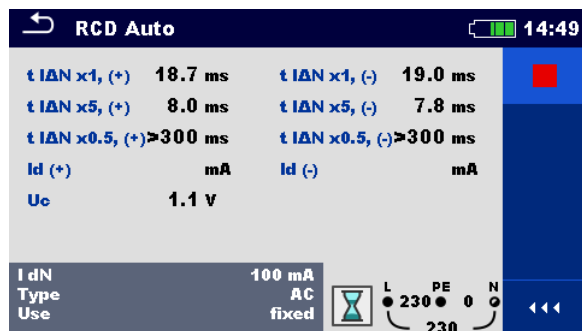 RCD Auto 14:49
t IΔN x1, (+) 18.7 ms t IΔN x1, (-) 19.0 ms
t IΔN x5, (+) 8.0 ms t IΔN x5, (-) 7.8 ms
t IΔN x0.5, (+) >300 ms t IΔN x0.5, (-) >300 ms
Id (+) mA Id (-) mA
Uc 1.1 V
I dN 100 mA
Type AC
Use fixed
L PE N
230 0
230